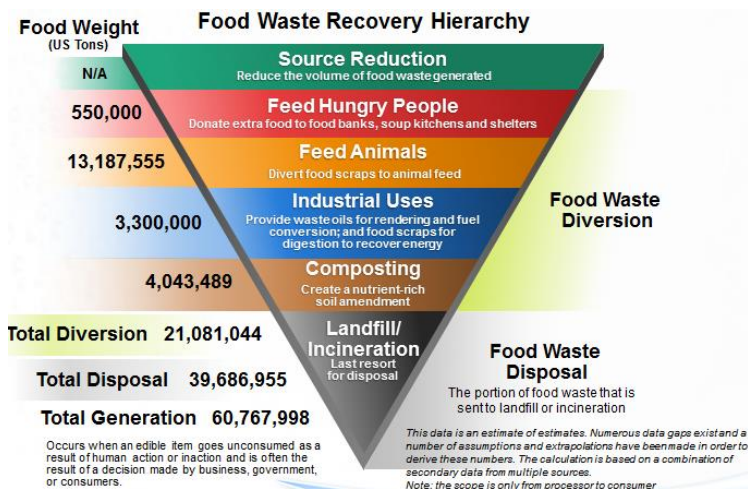 Food Waste Recovery Hierarchy
Food Weight
(US Tons)
N/A
Source Reduction
Reduce the volume of food waste generated
550,000
Feed Hungry People
Donate extra food to food banks, soup kitchens and shelters
13,187,555
Feed Animals
Divert food scraps to animal feed
3,300,000
Industrial Uses
Provide waste oils for rendering and fuel
conversion; and food scraps for
digestion to recover energy
Food Waste
Diversion
4,043,489
Composting
Create a nutrient-rich
soil amendment
Total Diversion 21,081,044
Landfill/
Incineration
Last resort
for disposal
Total Disposal 39,686,955
Total Generation 60,767,998
Occurs when an edible item goes unconsumed as a
result of human action or inaction and is often the
result of a decision made by business, government,
or consumers.
Food Waste
Disposal
The portion of food waste that is
sent to landfill or incineration
This data is an estimate of estimates. Numerous data gaps exist and a
number of assumptions and extrapolations have been made in order to
derive these numbers. The calculation is based on a combination of
secondary data from multiple sources.
Note: the scope is only from processor to consumer